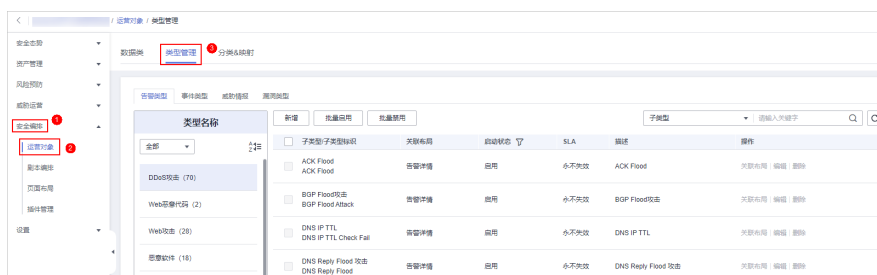 运营对象 / 类型管理
安全态势
资产管理
风险预防
威胁运营
安全编排 1
运营对象 2
剧本编排
页面布局
插件管理
设置
数据类 类型管理 3 分类&映射
告警类型 事件类型 威胁情报 漏洞类型
类型名称
全部
DDoS攻击 (70)
Web恶意代码 (2)
Web攻击 (28)
恶意软件 (18)
新增 批量启用 批量禁用 子类型 请输入关键字
子类型/子类型标识 关联布局 启动状态 SLA 描述 操作
ACK Flood
ACK Flood 告警详情 启用 永不失效 ACK Flood 关联布局 编辑 删除
BGP Flood攻击
BGP Flood Attack 告警详情 启用 永不失效 BGP Flood攻击 关联布局 编辑 删除
DNS IP TTL
DNS IP TTL Check Fail 告警详情 启用 永不失效 DNS IP TTL 关联布局 编辑 删除
DNS Reply Flood 攻击
DNS Reply Flood 告警详情 启用 永不失效 DNS Reply Flood 攻击 关联布局 编辑 删除